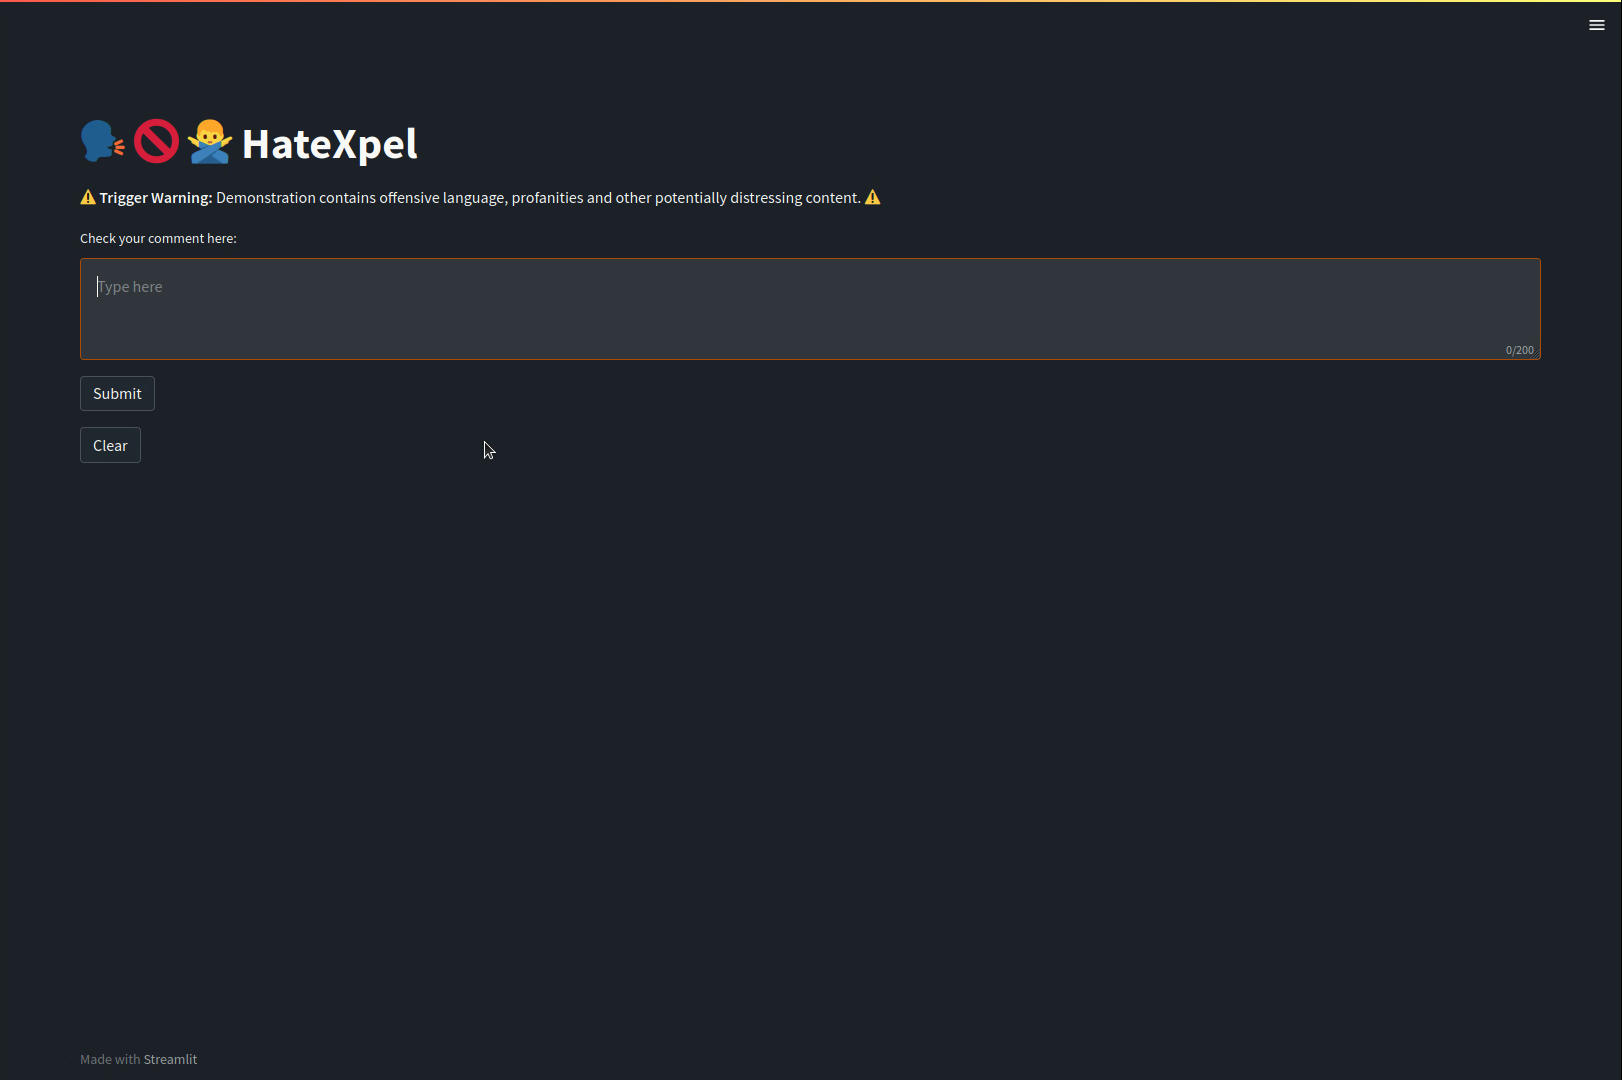 HateXpel
Trigger Warning: Demonstration contains offensive language, profanities and other potentially distressing content.
Check your comment here:
Type here
0/200
Submit
Clear
Made with Streamlit